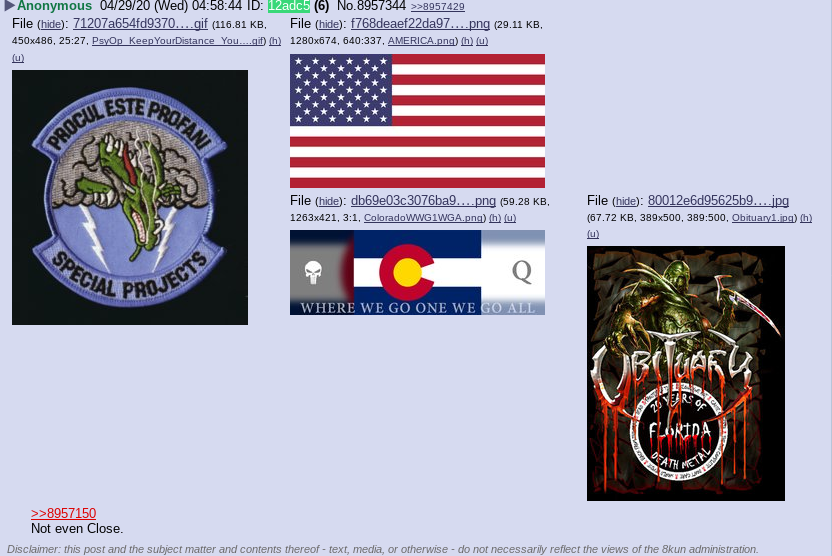 ▶Anonymous 04/29/20 (Wed) 04:58:44 ID: 12adc5 (6) No.8957344 >>8957429
File (hide): 71207a654fd9370….gif (116.81 KB, 450x486, 25:27, PsyOp_KeepYourDistance_You….gif) (h) (u)
PROCUL ESTE PROFANI
SPECIAL PROJECTS
File (hide): f768deaef22da97….png (29.11 KB, 1280x674, 640:337, AMERICA.png) (h) (u)
File (hide): db69e03c3076ba9….png (59.28 KB, 1263x421, 3:1, ColoradoWWG1WGA.png) (h) (u)
Q
WHERE WE GO ONE WE GO ALL
File (hide): 80012e6d95625b9….jpg (67.72 KB, 389x500, 389:500, Obituary1.jpg) (h) (u)
OBITUARY
20 YEARS OF
FLORIDA
DEATH METAL
>>8957150
Not even Close.
Disclaimer: this post and the subject matter and contents thereof - text, media, or otherwise - do not necessarily reflect the views of the 8kun administration.